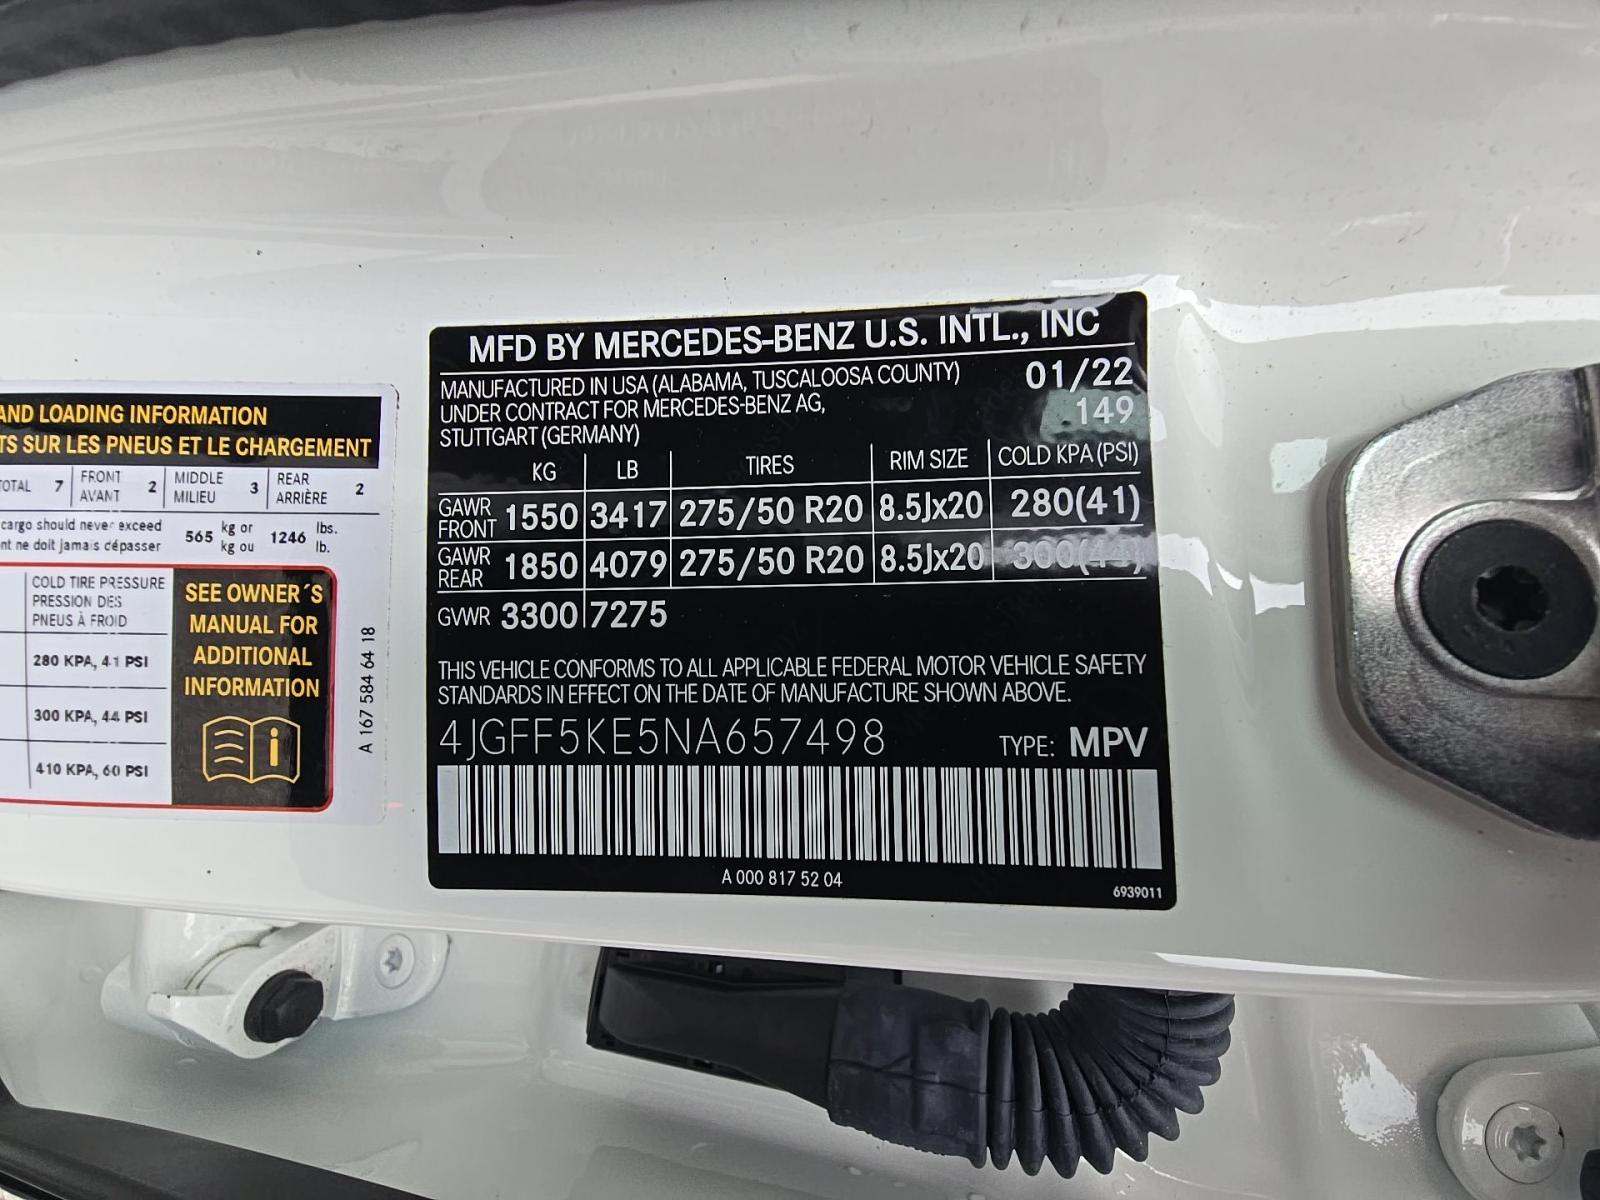 AND LOADING INFORMATION
TS SUR LES PNEUS ET LE CHARGEMENT
TOTAL 7 FRONT AVANT 2 MIDDLE MILIEU 3 REAR ARRIÈRE 2
cargo should never exceed 565 kg or 1246 lbs.
nt ne doit jamais dépasser kg ou lb.
COLD TIRE PRESSURE
PRESSION DES
PNEUS À FROID
280 KPA, 41 PSI
300 KPA, 44 PSI
410 KPA, 60 PSI
SEE OWNER´S
MANUAL FOR
ADDITIONAL
INFORMATION
i
A 167 584 64 18
MFD BY MERCEDES-BENZ U.S. INTL., INC
MANUFACTURED IN USA (ALABAMA, TUSCALOOSA COUNTY) 01/22
UNDER CONTRACT FOR MERCEDES-BENZ AG, 149
STUTTGART (GERMANY)
KG LB TIRES RIM SIZE COLD KPA (PSI)
GAWR FRONT 1550 3417 275/50 R20 8.5Jx20 280(41)
GAWR REAR 1850 4079 275/50 R20 8.5Jx20 300(44)
GVWR 3300 7275
THIS VEHICLE CONFORMS TO ALL APPLICABLE FEDERAL MOTOR VEHICLE SAFETY
STANDARDS IN EFFECT ON THE DATE OF MANUFACTURE SHOWN ABOVE.
4JGFF5KE5NA657498 TYPE: MPV
A 000 817 52 04
6939011